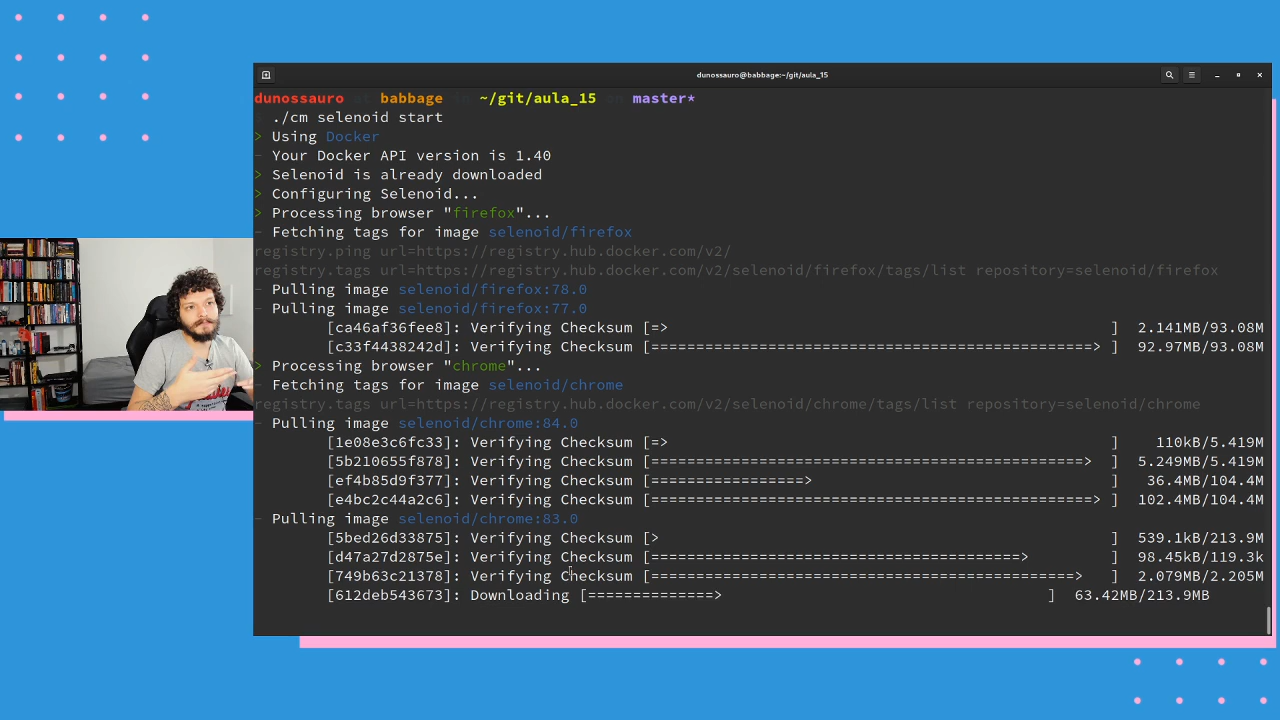 dunossauro@babbage:~/git/aula_15
dunossauro at babbage in ~/git/aula_15 on master*
./cm selenoid start
> Using Docker
- Your Docker API version is 1.40
> Selenoid is already downloaded
> Configuring Selenoid...
> Processing browser "firefox"...
- Fetching tags for image selenoid/firefox
registry.ping url=https://registry.hub.docker.com/v2/
registry.tags url=https://registry.hub.docker.com/v2/selenoid/firefox/tags/list repository=selenoid/firefox
- Pulling image selenoid/firefox:78.0
- Pulling image selenoid/firefox:77.0
[ca46af36fee8]: Verifying Checksum [=> ] 2.141MB/93.08M
[c33f4438242d]: Verifying Checksum [=================================================> ] 92.97MB/93.08M
> Processing browser "chrome"...
- Fetching tags for image selenoid/chrome
registry.tags url=https://registry.hub.docker.com/v2/selenoid/chrome/tags/list repository=selenoid/chrome
- Pulling image selenoid/chrome:84.0
[1e08e3c6fc33]: Verifying Checksum [=> ] 110kB/5.419M
[5b210655f878]: Verifying Checksum [================================================> ] 5.249MB/5.419M
[ef4b85d9f377]: Verifying Checksum [=================> ] 36.4MB/104.4M
[e4bc2c44a2c6]: Verifying Checksum [=================================================> ] 102.4MB/104.4M
- Pulling image selenoid/chrome:83.0
[5bed26d33875]: Verifying Checksum [> ] 539.1kB/213.9M
[d47a27d2875e]: Verifying Checksum [=========================================> ] 98.45kB/119.3k
[749b63c21378]: Verifying Checksum [===============================================> ] 2.079MB/2.205M
[612deb543673]: Downloading [==============> ] 63.42MB/213.9MB